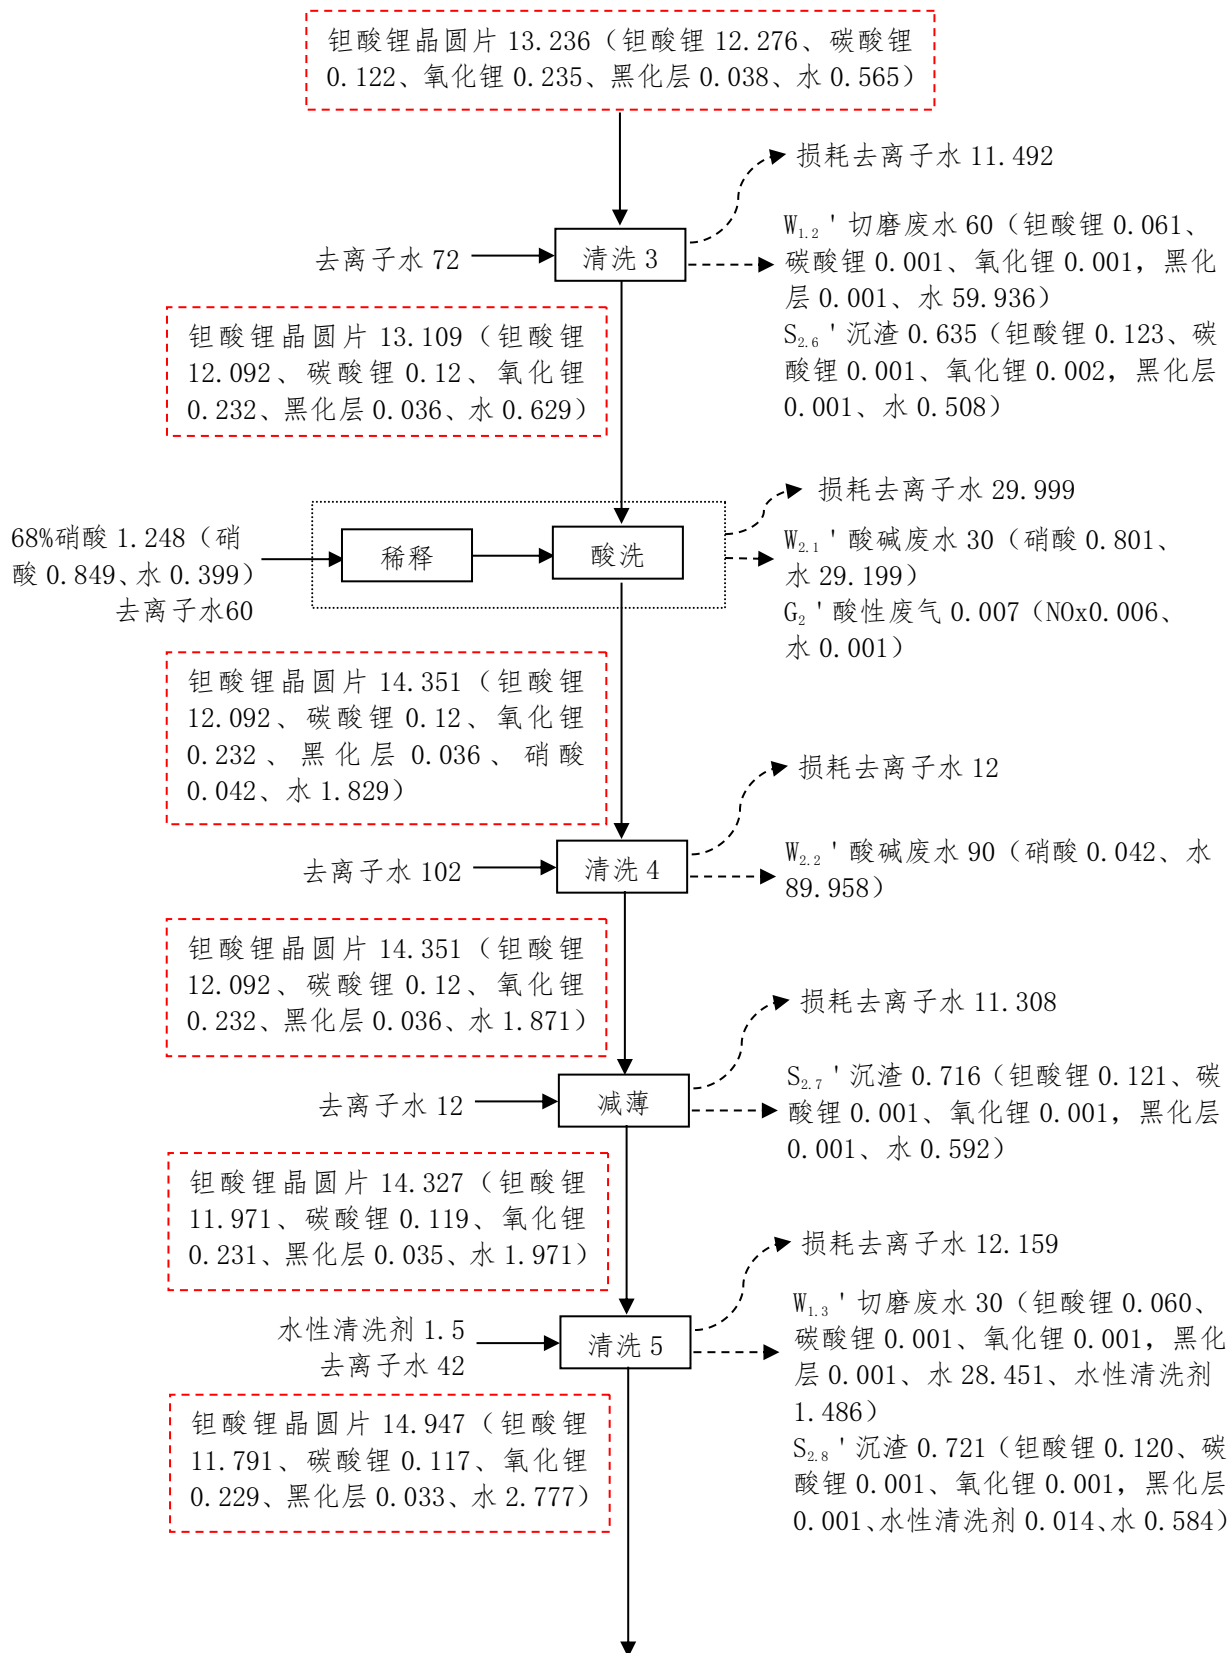 钽酸锂晶圆片 13.236（钽酸锂 12.276、碳酸锂
0.122、氧化锂 0.235、黑化层 0.038、水 0.565）
损耗去离子水 11.492
去离子水 72
清洗 3
W1.2＇切磨废水 60（钽酸锂 0.061、
碳酸锂 0.001、氧化锂 0.001，黑化
层 0.001、水 59.936）
S2.6＇沉渣 0.635（钽酸锂 0.123、碳
酸锂 0.001、氧化锂 0.002，黑化层
0.001、水 0.508）
钽酸锂晶圆片 13.109（钽酸锂
12.092、碳酸锂 0.12、氧化锂
0.232、黑化层 0.036、水 0.629）
损耗去离子水 29.999
68%硝酸 1.248（硝
酸 0.849、水 0.399）
去离子水60
稀释
酸洗
W2.1＇酸碱废水 30（硝酸 0.801、
水 29.199）
G2＇酸性废气 0.007（NOx0.006、
水 0.001）
钽酸锂晶圆片 14.351（钽酸锂
12.092、碳酸锂 0.12、氧化锂
0.232、黑化层 0.036、硝酸
0.042、水 1.829）
损耗去离子水 12
去离子水 102
清洗 4
W2.2＇酸碱废水 90（硝酸 0.042、水
89.958）
钽酸锂晶圆片 14.351（钽酸锂
12.092、碳酸锂 0.12、氧化锂
0.232、黑化层 0.036、水 1.871）
损耗去离子水 11.308
去离子水 12
减薄
S2.7＇沉渣 0.716（钽酸锂 0.121、碳
酸锂 0.001、氧化锂 0.001，黑化层
0.001、水 0.592）
钽酸锂晶圆片 14.327（钽酸锂
11.971、碳酸锂 0.119、氧化锂
0.231、黑化层 0.035、水 1.971）
损耗去离子水 12.159
水性清洗剂 1.5
去离子水 42
清洗 5
W1.3＇切磨废水 30（钽酸锂 0.060、
碳酸锂 0.001、氧化锂 0.001，黑化
层 0.001、水 28.451、水性清洗剂
1.486）
S2.8＇沉渣 0.721（钽酸锂 0.120、碳
酸锂 0.001、氧化锂 0.001，黑化层
0.001、水性清洗剂 0.014、水 0.584）
钽酸锂晶圆片 14.947（钽酸锂
11.791、碳酸锂 0.117、氧化锂
0.229、黑化层 0.033、水 2.777）